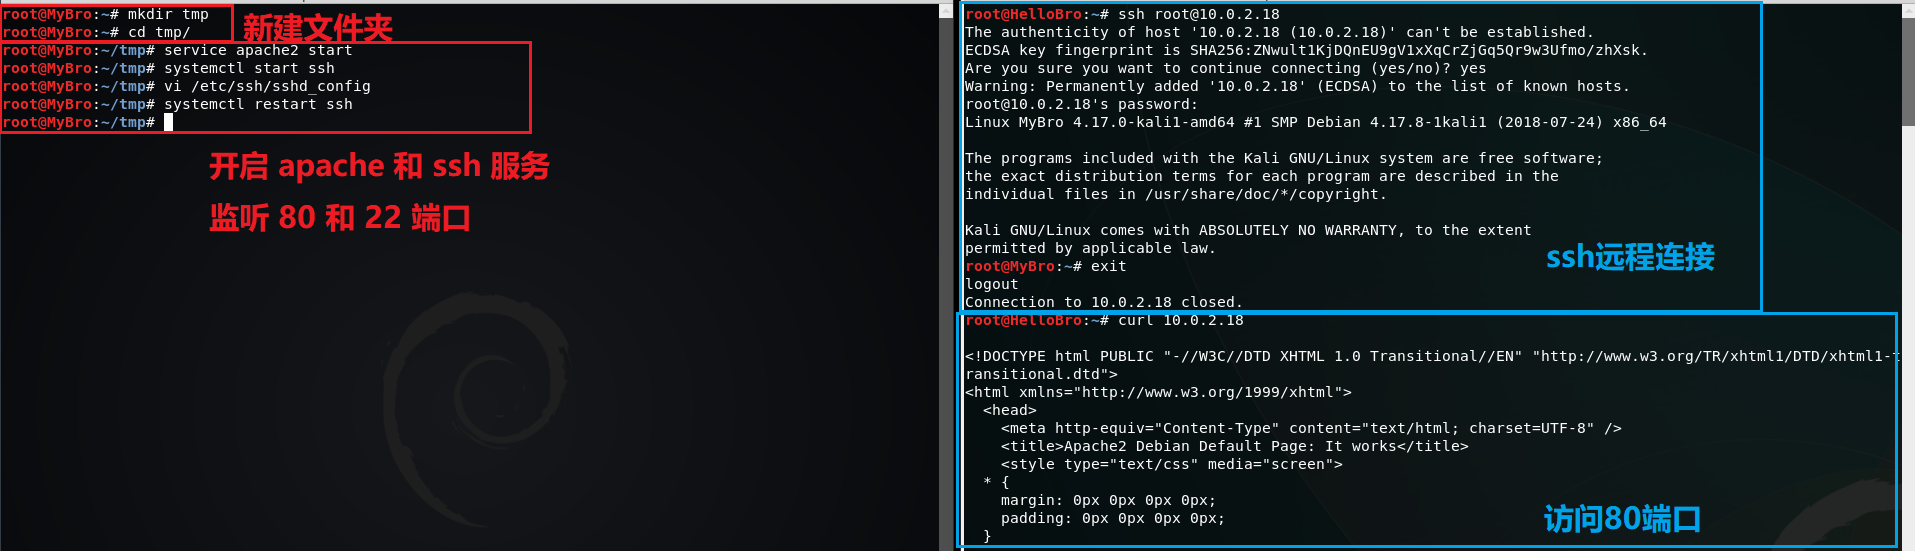 root@MyBro:~# mkdir tmp
root@MyBro:~# cd tmp/
新建文件夹
root@MyBro:~/tmp# service apache2 start
root@MyBro:~/tmp# systemctl start ssh
root@MyBro:~/tmp# vi /etc/ssh/sshd_config
root@MyBro:~/tmp# systemctl restart ssh
root@MyBro:~/tmp#
开启 apache 和 ssh 服务
监听 80 和 22 端口
root@HelloBro:~# ssh root@10.0.2.18
The authenticity of host '10.0.2.18 (10.0.2.18)' can't be established.
ECDSA key fingerprint is SHA256:ZNwult1KjDQnEU9gV1xXqCrZjGq5Qr9w3Ufmo/zhXsk.
Are you sure you want to continue connecting (yes/no)? yes
Warning: Permanently added '10.0.2.18' (ECDSA) to the list of known hosts.
root@10.0.2.18's password:
Linux MyBro 4.17.0-kali1-amd64 #1 SMP Debian 4.17.8-1kali1 (2018-07-24) x86_64
The programs included with the Kali GNU/Linux system are free software;
the exact distribution terms for each program are described in the
individual files in /usr/share/doc/*/copyright.
Kali GNU/Linux comes with ABSOLUTELY NO WARRANTY, to the extent
permitted by applicable law.
root@MyBro:~# exit
logout
Connection to 10.0.2.18 closed.
ssh远程连接
root@HelloBro:~# curl 10.0.2.18
<!DOCTYPE html PUBLIC "-//W3C//DTD XHTML 1.0 Transitional//EN" "http://www.w3.org/TR/xhtml1/DTD/xhtml1-t
ransitional.dtd">
<html xmlns="http://www.w3.org/1999/xhtml">
  <head>
    <meta http-equiv="Content-Type" content="text/html; charset=UTF-8" />
    <title>Apache2 Debian Default Page: It works</title>
    <style type="text/css" media="screen">
  * {
    margin: 0px 0px 0px 0px;
    padding: 0px 0px 0px 0px;
  }
访问80端口